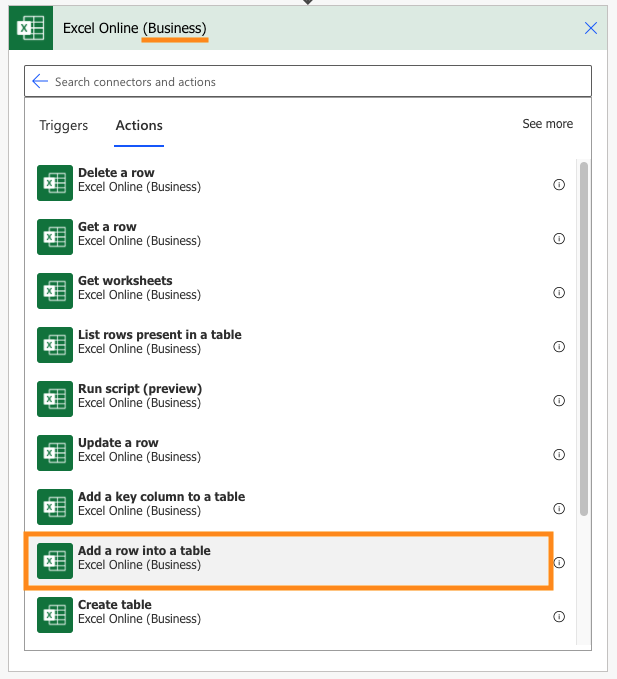 Excel Online (Business)
Search connectors and actions
Triggers Actions See more
Delete a row
Excel Online (Business)
Get a row
Excel Online (Business)
Get worksheets
Excel Online (Business)
List rows present in a table
Excel Online (Business)
Run script (preview)
Excel Online (Business)
Update a row
Excel Online (Business)
Add a key column to a table
Excel Online (Business)
Add a row into a table
Excel Online (Business)
Create table
Excel Online (Business)